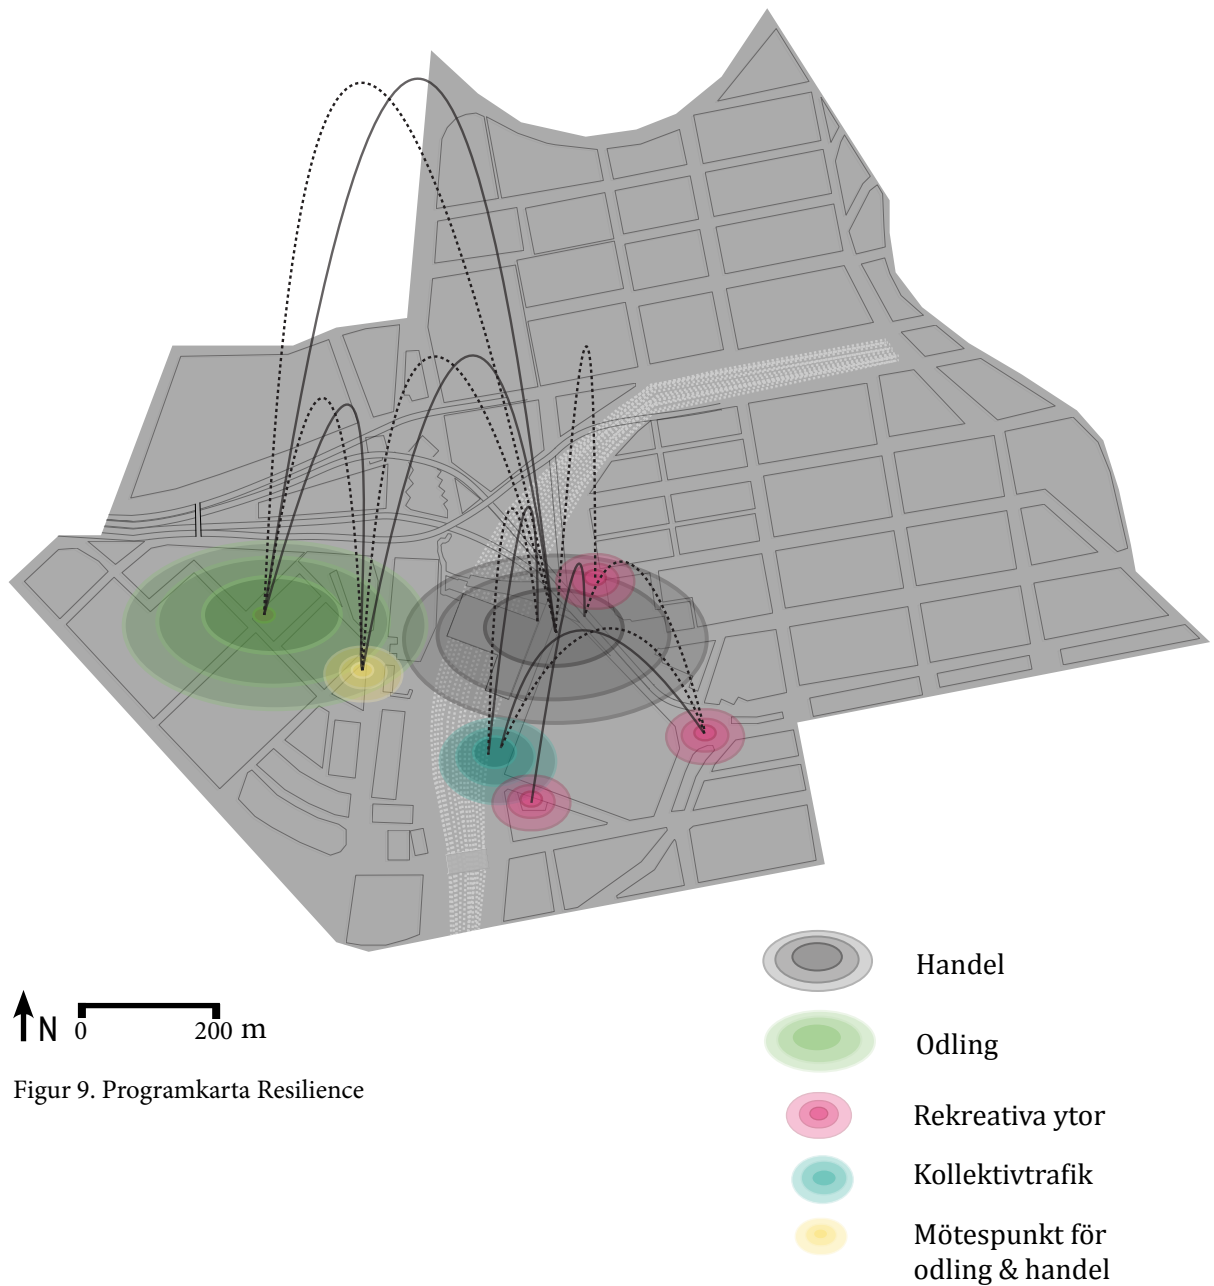 N
0
200 m
Figur 9. Programkarta Resilience
Handel
Odling
Rekreativa ytor
Kollektivtrafik
Mötespunkt för
odling & handel